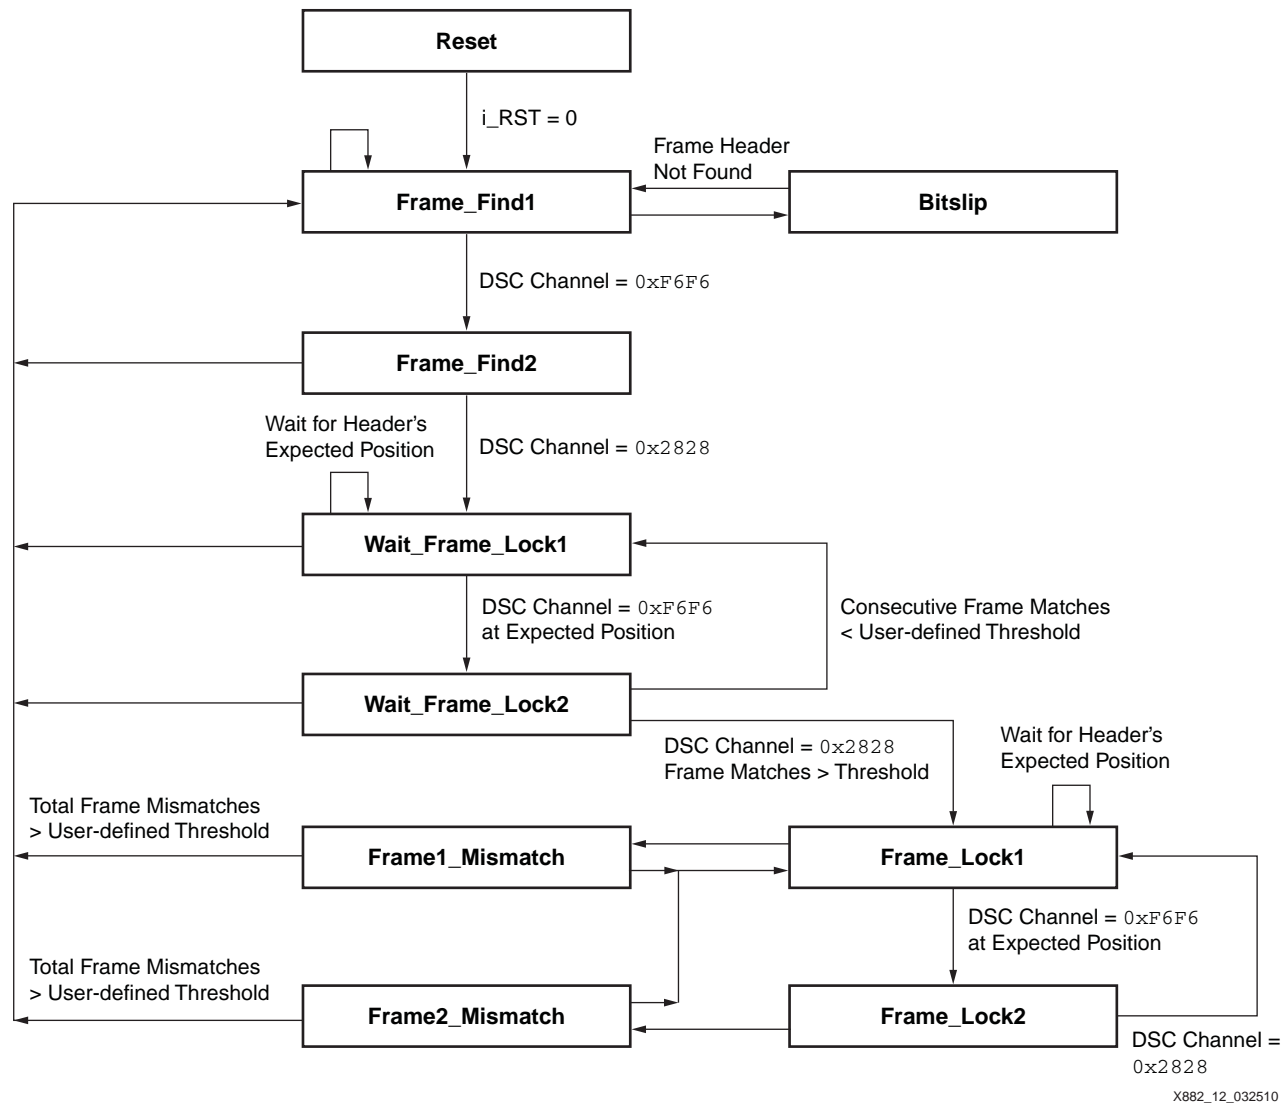 Reset
i_RST = 0
Frame Header
Not Found
Frame_Find1
Bitslip
DSC Channel = 0xF6F6
Frame_Find2
Wait for Header’s
Expected Position
DSC Channel = 0x2828
Wait_Frame_Lock1
DSC Channel = 0xF6F6
at Expected Position
Consecutive Frame Matches
< User-defined Threshold
Wait_Frame_Lock2
DSC Channel = 0x2828
Frame Matches > Threshold
Wait for Header’s
Expected Position
Total Frame Mismatches
> User-defined Threshold
Frame1_Mismatch
Frame_Lock1
DSC Channel = 0xF6F6
at Expected Position
Total Frame Mismatches
> User-defined Threshold
Frame2_Mismatch
Frame_Lock2
DSC Channel =
0x2828
X882_12_032510